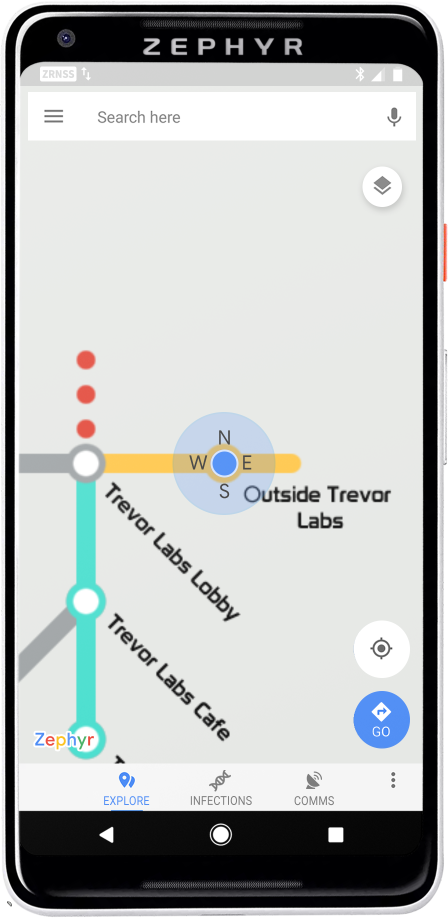 ZEPHYR
ZRNSS
Search here
N
W E
S
Outside Trevor
Labs
Trevor Labs Lobby
Trevor Labs Cafe
Zephyr
GO
EXPLORE INFECTIONS COMMS